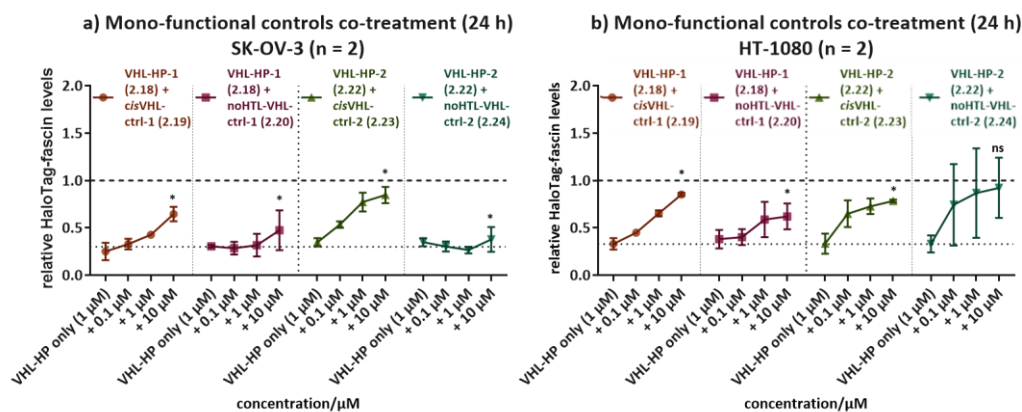 a) Mono-functional controls co-treatment (24 h)
SK-OV-3 (n = 2)
relative HaloTag-fascin levels
2.0
1.5
1.0
0.5
0.0
VHL-HP-1
(2.18) +
cisVHL-
ctrl-1 (2.19)
VHL-HP-1
(2.18) +
noHTL-VHL-
ctrl-1 (2.20)
VHL-HP-2
(2.22) +
cisVHL-
ctrl-2 (2.23)
VHL-HP-2
(2.22) +
noHTL-VHL-
ctrl-2 (2.24)
*
*
*
*
VHL-HP only (1 µM)
+ 0.1 µM
+ 1 µM
+ 10 µM
VHL-HP only (1 µM)
+ 0.1 µM
+ 1 µM
+ 10 µM
VHL-HP only (1 µM)
+ 0.1 µM
+ 1 µM
+ 10 µM
VHL-HP only (1 µM)
+ 0.1 µM
+ 1 µM
+ 10 µM
concentration/µM
b) Mono-functional controls co-treatment (24 h)
HT-1080 (n = 2)
relative HaloTag-fascin levels
2.0
1.5
1.0
0.5
0.0
VHL-HP-1
(2.18) +
cisVHL-
ctrl-1 (2.19)
VHL-HP-1
(2.18) +
noHTL-VHL-
ctrl-1 (2.20)
VHL-HP-2
(2.22) +
cisVHL-
ctrl-2 (2.23)
VHL-HP-2
(2.22) +
noHTL-VHL-
ctrl-2 (2.24)
*
*
*
ns
VHL-HP only (1 µM)
+ 0.1 µM
+ 1 µM
+ 10 µM
VHL-HP only (1 µM)
+ 0.1 µM
+ 1 µM
+ 10 µM
VHL-HP only (1 µM)
+ 0.1 µM
+ 1 µM
+ 10 µM
VHL-HP only (1 µM)
+ 0.1 µM
+ 1 µM
+ 10 µM
concentration/µM